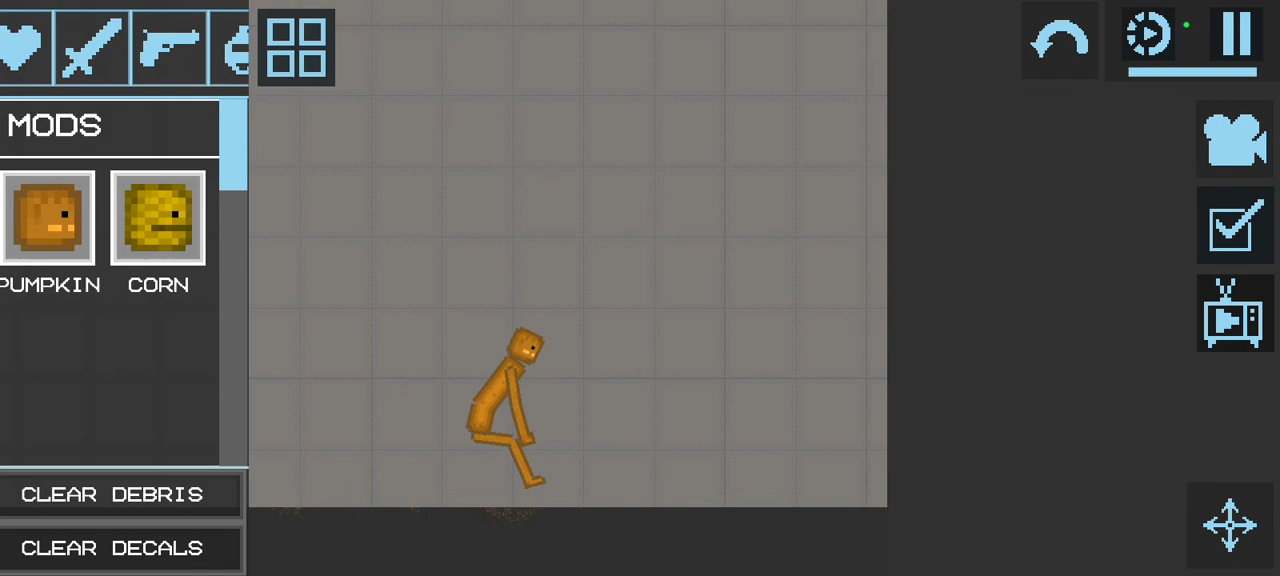 MODS
PUMPKIN
CORN
CLEAR DEBRIS
CLEAR DECALS